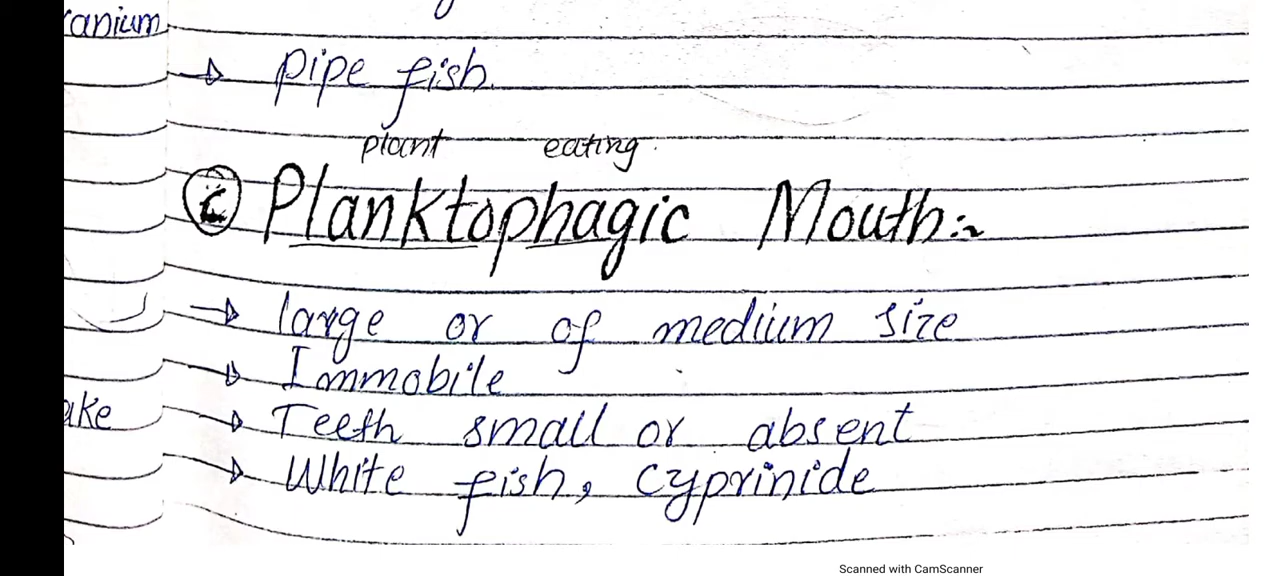 ranium
→ Pipe fish.
plant eating
ⓒ Planktophagic Mouth:~
→ large or of medium size
→ Immobile
ake → Teeth small or absent
→ White fish, cyprinide
Scanned with CamScanner